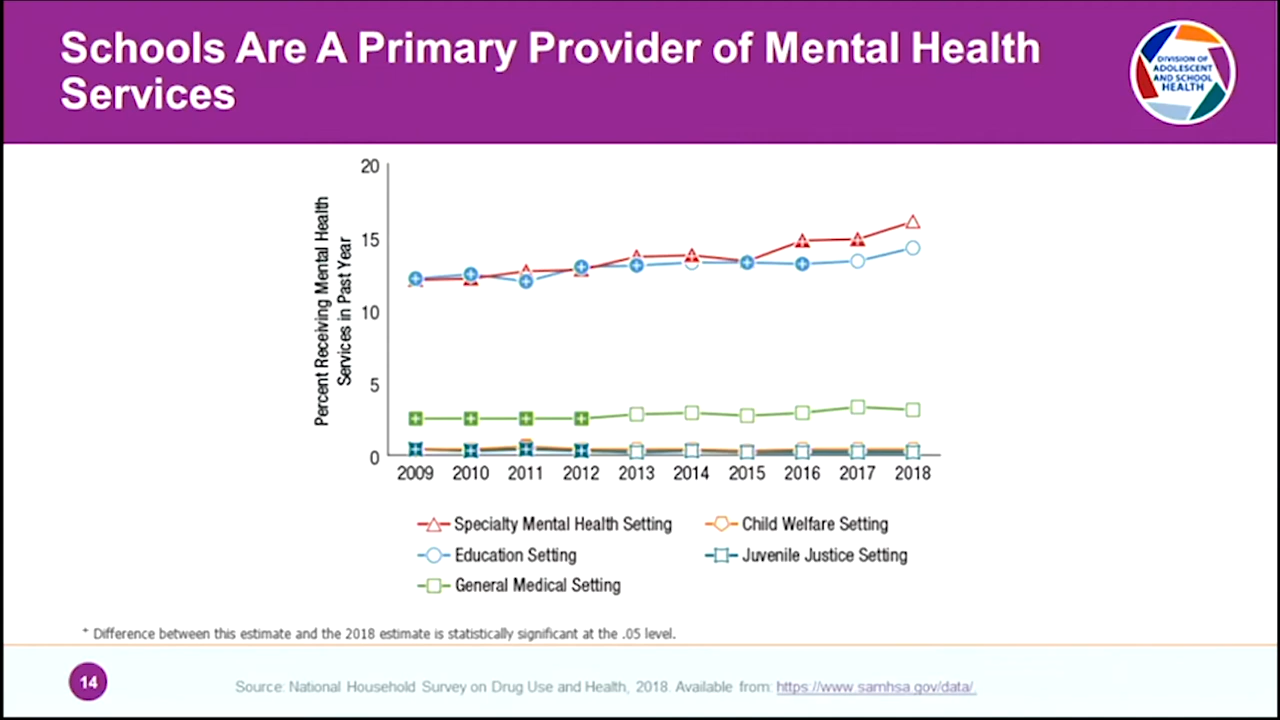 Schools Are A Primary Provider of Mental Health
Services
DIVISION OF
ADOLESCENT
AND SCHOOL
HEALTH
Percent Receiving Mental Health
Services in Past Year
20
15
10
5
0
2009 2010 2011 2012 2013 2014 2015 2016 2017 2018
Specialty Mental Health Setting
Child Welfare Setting
Education Setting
Juvenile Justice Setting
General Medical Setting
+ Difference between this estimate and the 2018 estimate is statistically significant at the .05 level.
14
Source: National Household Survey on Drug Use and Health, 2018. Available from: https://www.samhsa.gov/data/.